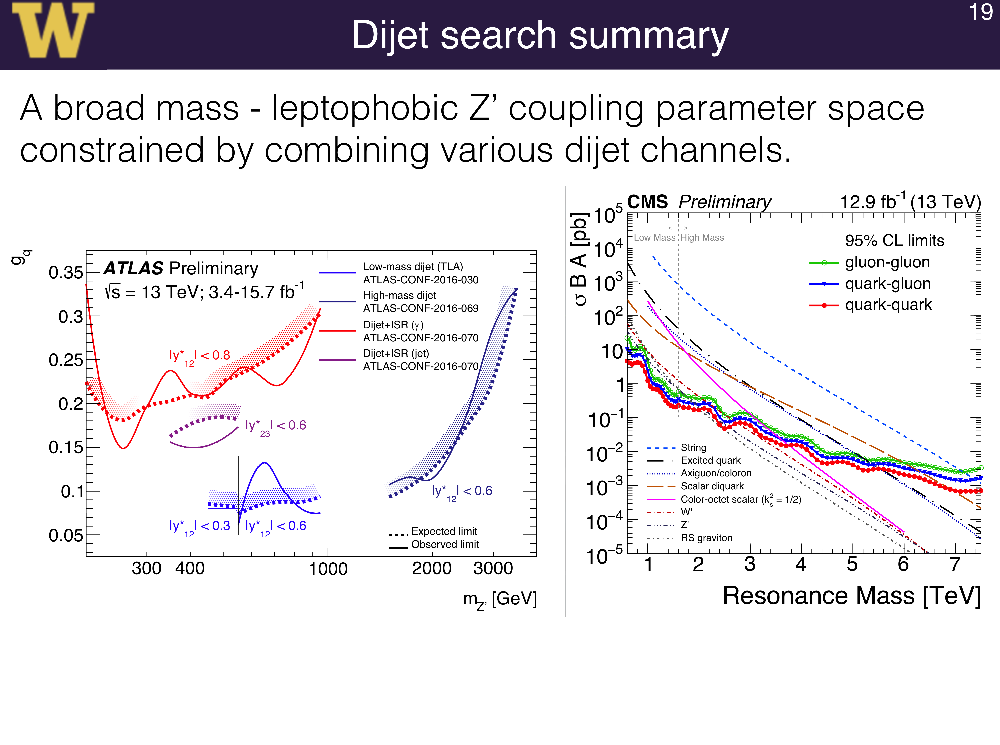 W
19
Dijet search summary
A broad mass - leptophobic Z’ coupling parameter space
constrained by combining various dijet channels.
g_q
ATLAS Preliminary
√s = 13 TeV; 3.4-15.7 fb^-1
Low-mass dijet (TLA)
ATLAS-CONF-2016-030
High-mass dijet
ATLAS-CONF-2016-069
Dijet+ISR (γ)
ATLAS-CONF-2016-070
Dijet+ISR (jet)
ATLAS-CONF-2016-070
0.35
0.3
0.25
0.2
0.15
0.1
0.05
|y*_12| < 0.8
|y*_23| < 0.6
|y*_12| < 0.3
|y*_12| < 0.6
|y*_12| < 0.6
Expected limit
Observed limit
300 400 1000 2000 3000
m_Z’ [GeV]
CMS Preliminary 12.9 fb^-1 (13 TeV)
σ B A [pb]
10^5
10^4
10^3
10^2
10
1
10^−1
10^−2
10^−3
10^−4
10^−5
Low Mass High Mass
95% CL limits
gluon-gluon
quark-gluon
quark-quark
String
Excited quark
Axiguon/coloron
Scalar diquark
Color-octet scalar (k_s^2 = 1/2)
W'
Z'
RS graviton
1 2 3 4 5 6 7
Resonance Mass [TeV]